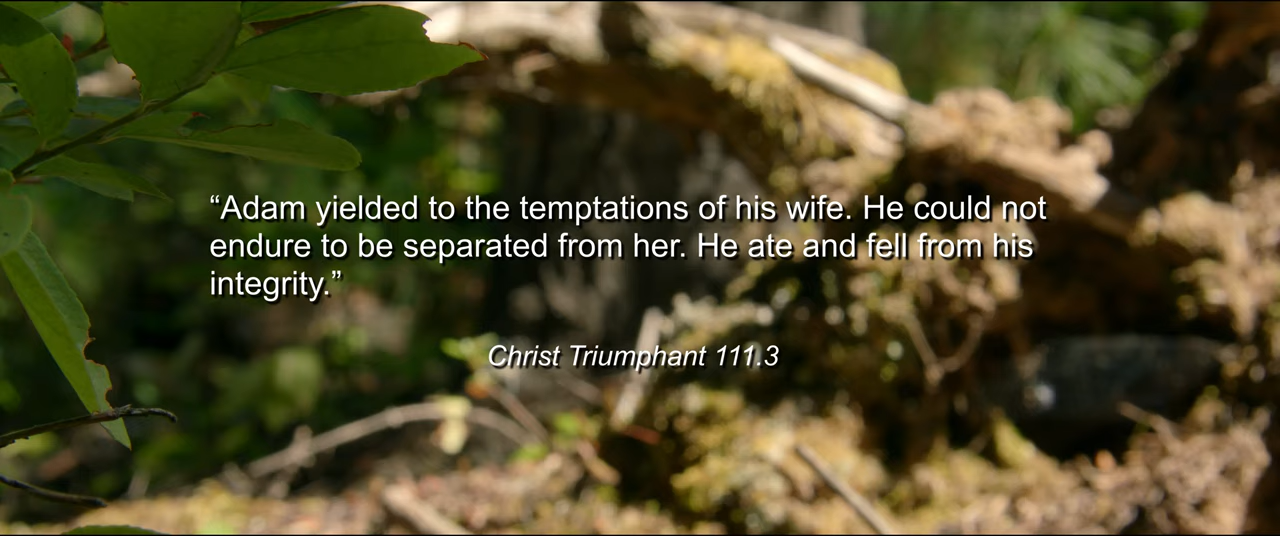 “Adam yielded to the temptations of his wife. He could not
endure to be separated from her. He ate and fell from his
integrity.”
Christ Triumphant 111.3